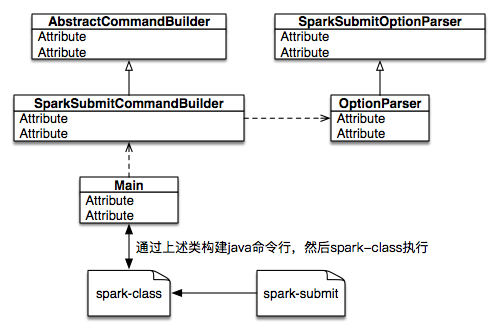 AbstractCommandBuilder
Attribute
Attribute
SparkSubmitOptionParser
Attribute
Attribute
SparkSubmitCommandBuilder
Attribute
Attribute
OptionParser
Attribute
Attribute
Main
Attribute
Attribute
通过上述类构建java命令行，然后spark-class执行
spark-class
spark-submit